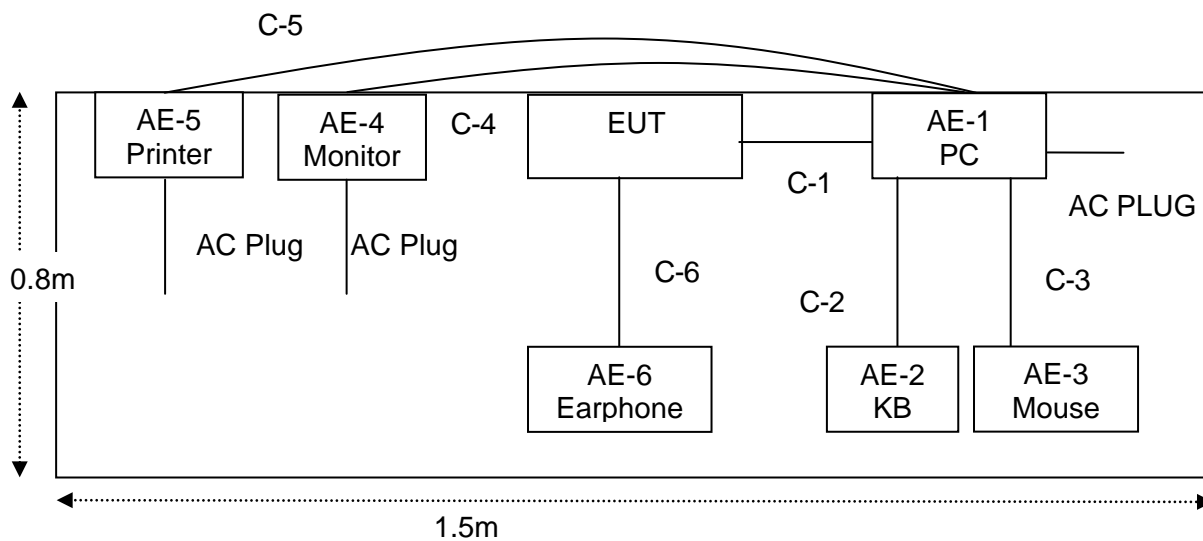 C-5
AE-5
Printer
AE-4
Monitor
C-4
EUT
C-1
AE-1
PC
AC PLUG
AC Plug
AC Plug
0.8m
C-6
C-2
C-3
AE-6
Earphone
AE-2
KB
AE-3
Mouse
1.5m